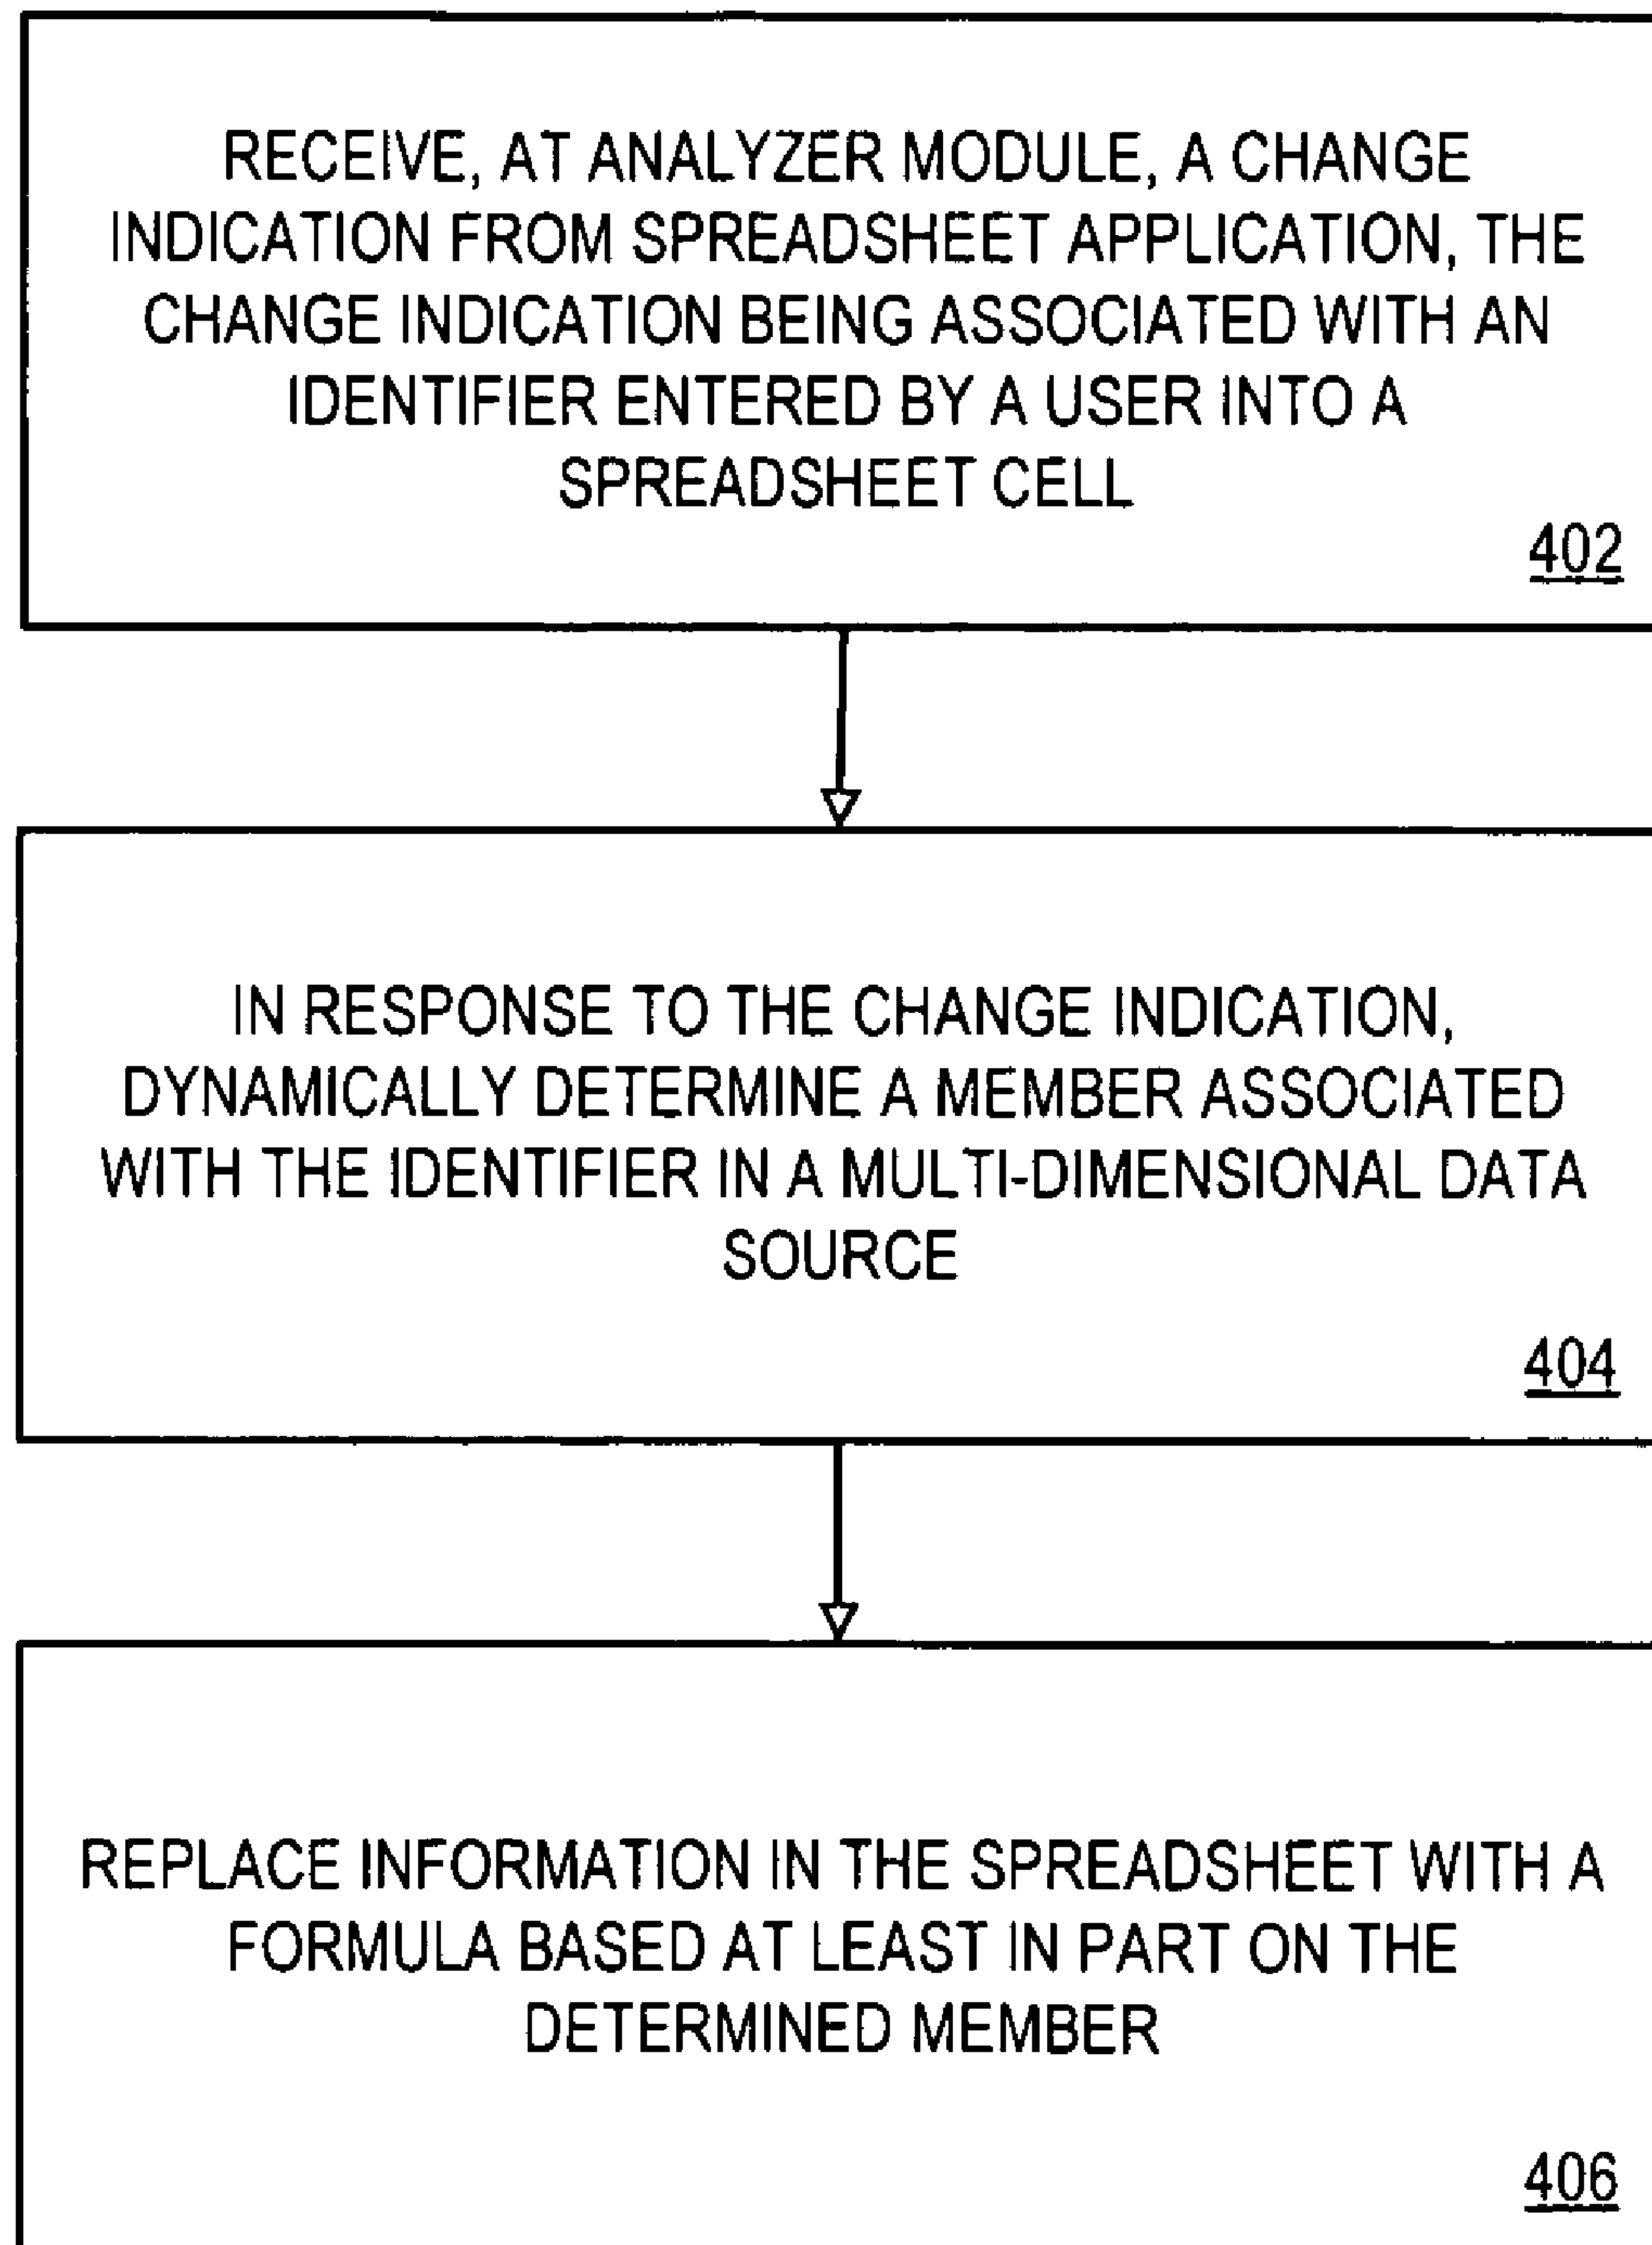 RECEIVE, AT ANALYZER MODULE, A CHANGE
INDICATION FROM SPREADSHEET APPLICATION, THE
CHANGE INDICATION BEING ASSOCIATED WITH AN
IDENTIFIER ENTERED BY A USER INTO A
SPREADSHEET CELL
402
IN RESPONSE TO THE CHANGE INDICATION,
DYNAMICALLY DETERMINE A MEMBER ASSOCIATED
WITH THE IDENTIFIER IN A MULTI-DIMENSIONAL DATA
SOURCE
404
REPLACE INFORMATION IN THE SPREADSHEET WITH A
FORMULA BASED AT LEAST IN PART ON THE
DETERMINED MEMBER
406